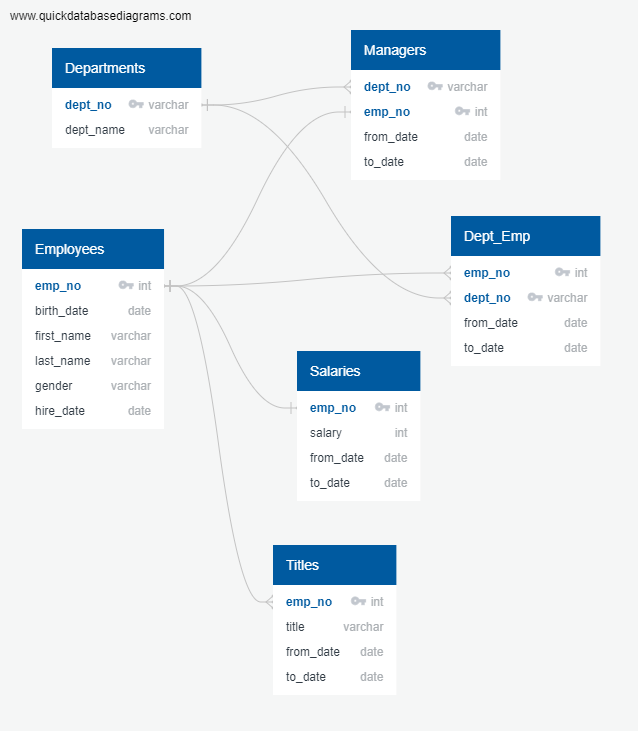 www.quickdatabasediagrams.com
Departments
dept_no varchar
dept_name varchar
Managers
dept_no varchar
emp_no int
from_date date
to_date date
Employees
emp_no int
birth_date date
first_name varchar
last_name varchar
gender varchar
hire_date date
Dept_Emp
emp_no int
dept_no varchar
from_date date
to_date date
Salaries
emp_no int
salary int
from_date date
to_date date
Titles
emp_no int
title varchar
from_date date
to_date date